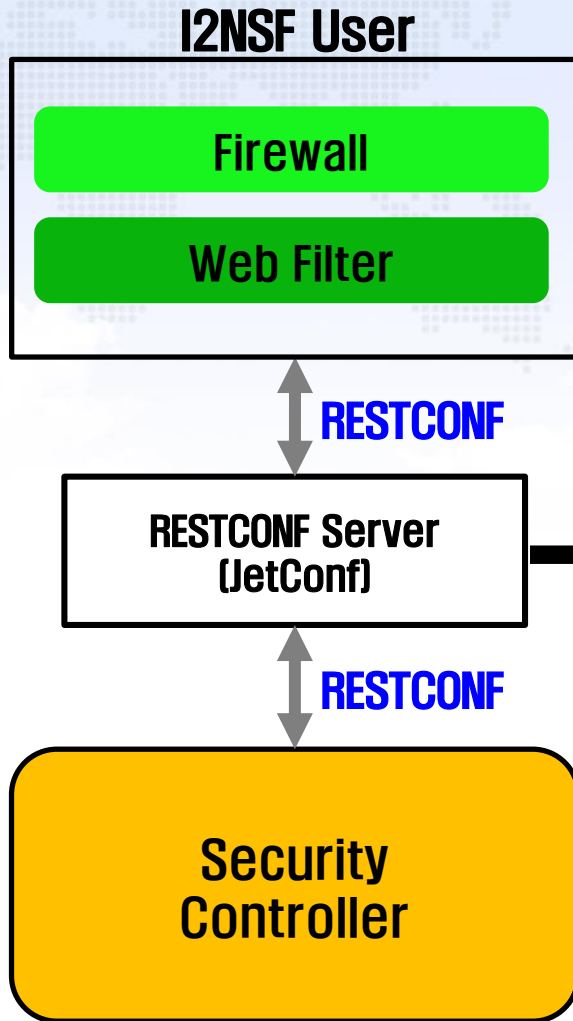 I2NSF User
Firewall
Web Filter
RESTCONF
RESTCONF Server
(JetConf)
RESTCONF
Security
Controller